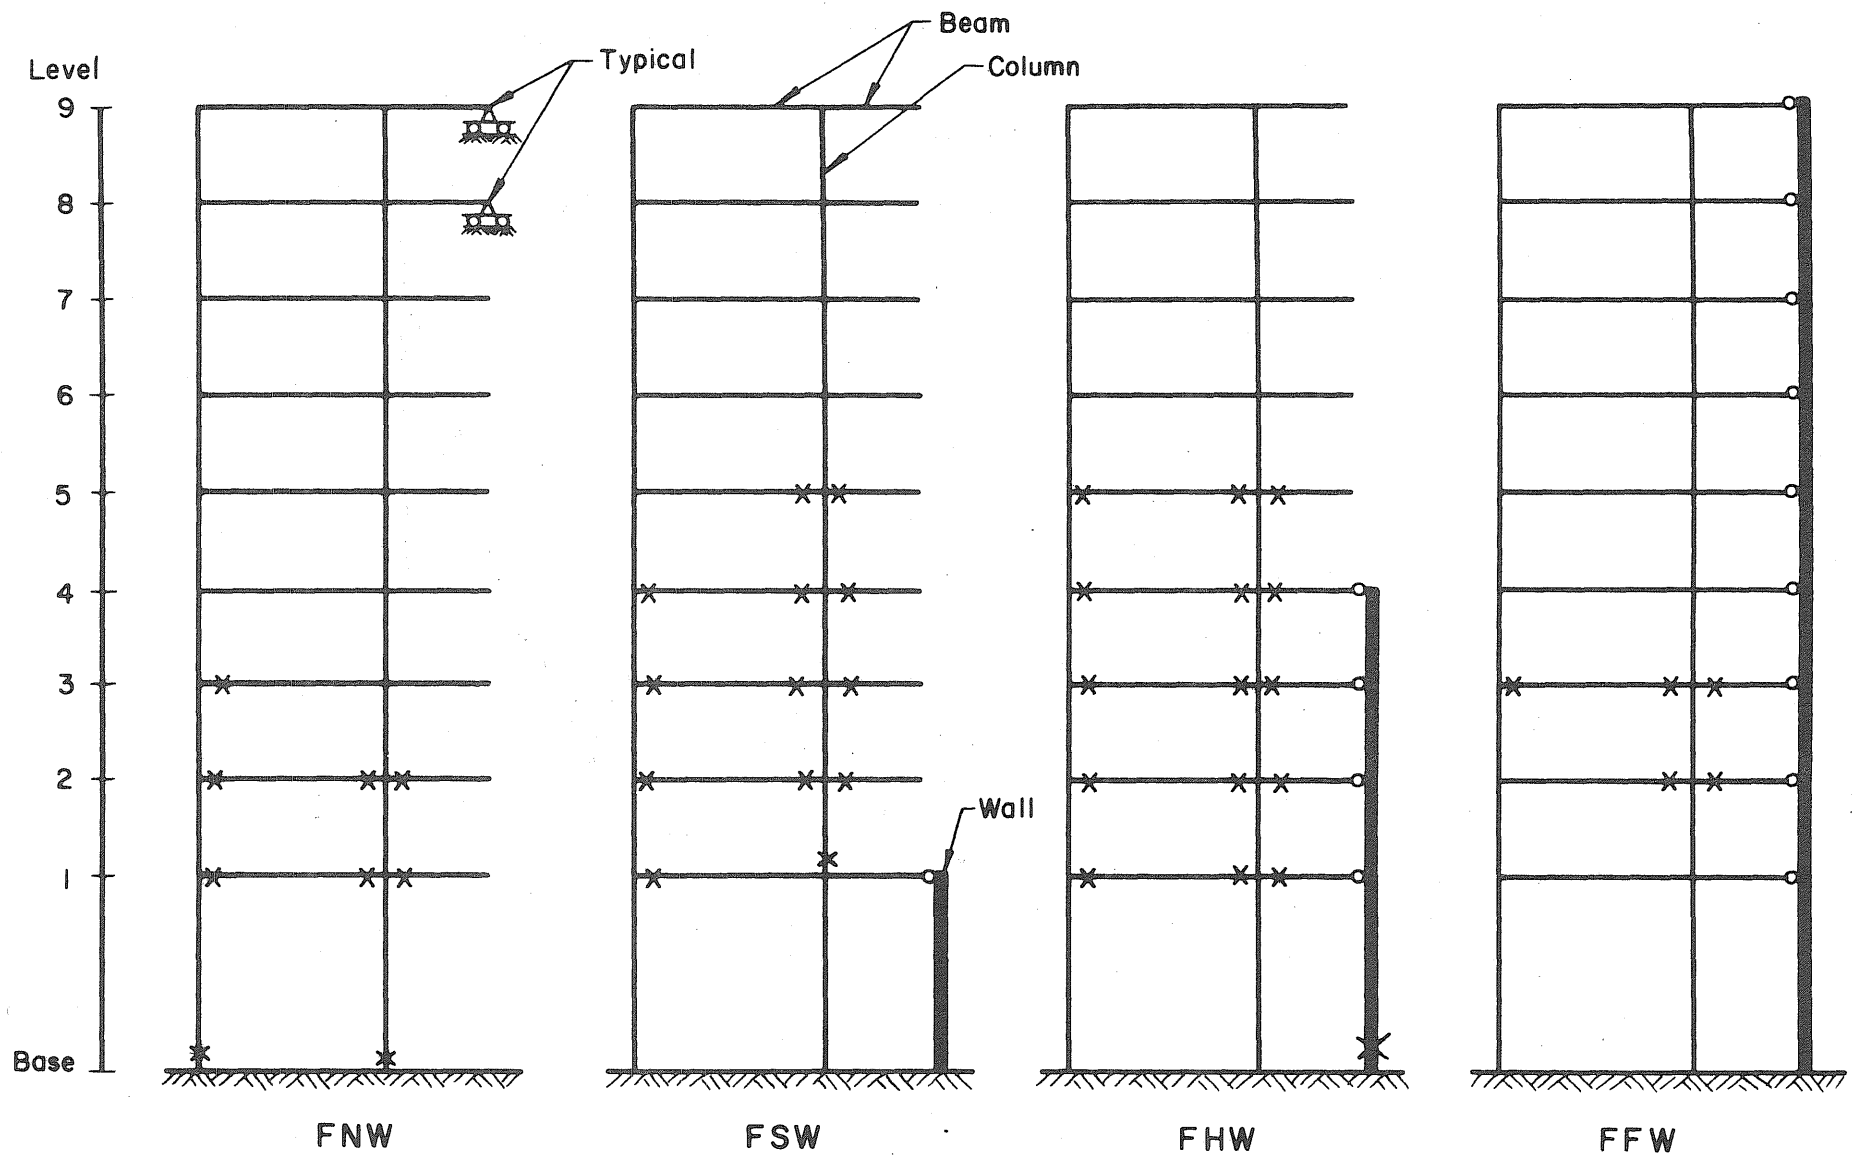 Beam
Typical
Column
Level
9
8
7
6
5
4
3
2
Wall
1
Base
FNW
FSW
FHW
FFW